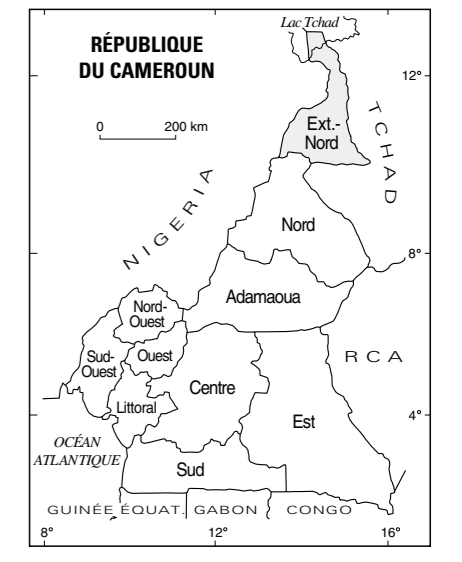 Lac Tchad
RÉPUBLIQUE
DU CAMEROUN
12°
0 200 km
Ext.-
Nord
TCHAD
NIGERIA
Nord
8°
Adamaoua
Nord-
Ouest
Sud-
Ouest
Ouest
RCA
Centre
Littoral
4°
Est
OCÉAN
ATLANTIQUE
Sud
GUINÉE ÉQUAT. GABON CONGO
8° 12° 16°